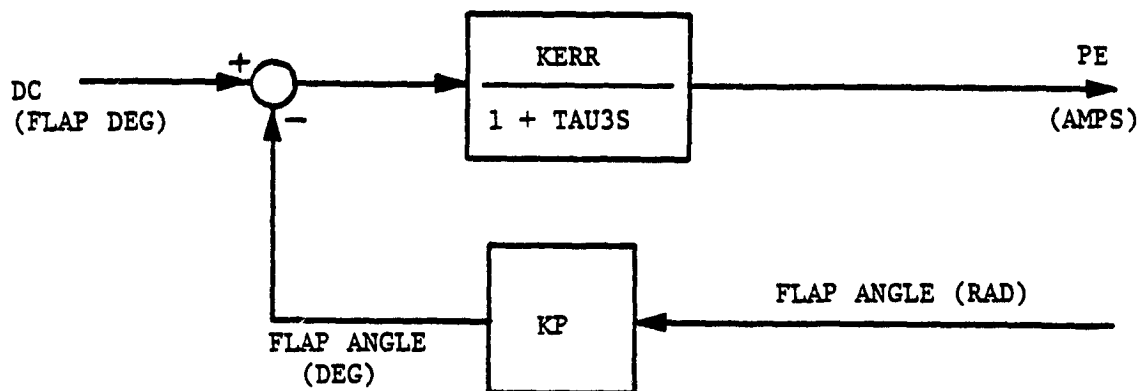 +
DC
(FLAP DEG)
−
KERR
1 + TAU3S
PE
(AMPS)
FLAP ANGLE
(DEG)
KP
FLAP ANGLE (RAD)